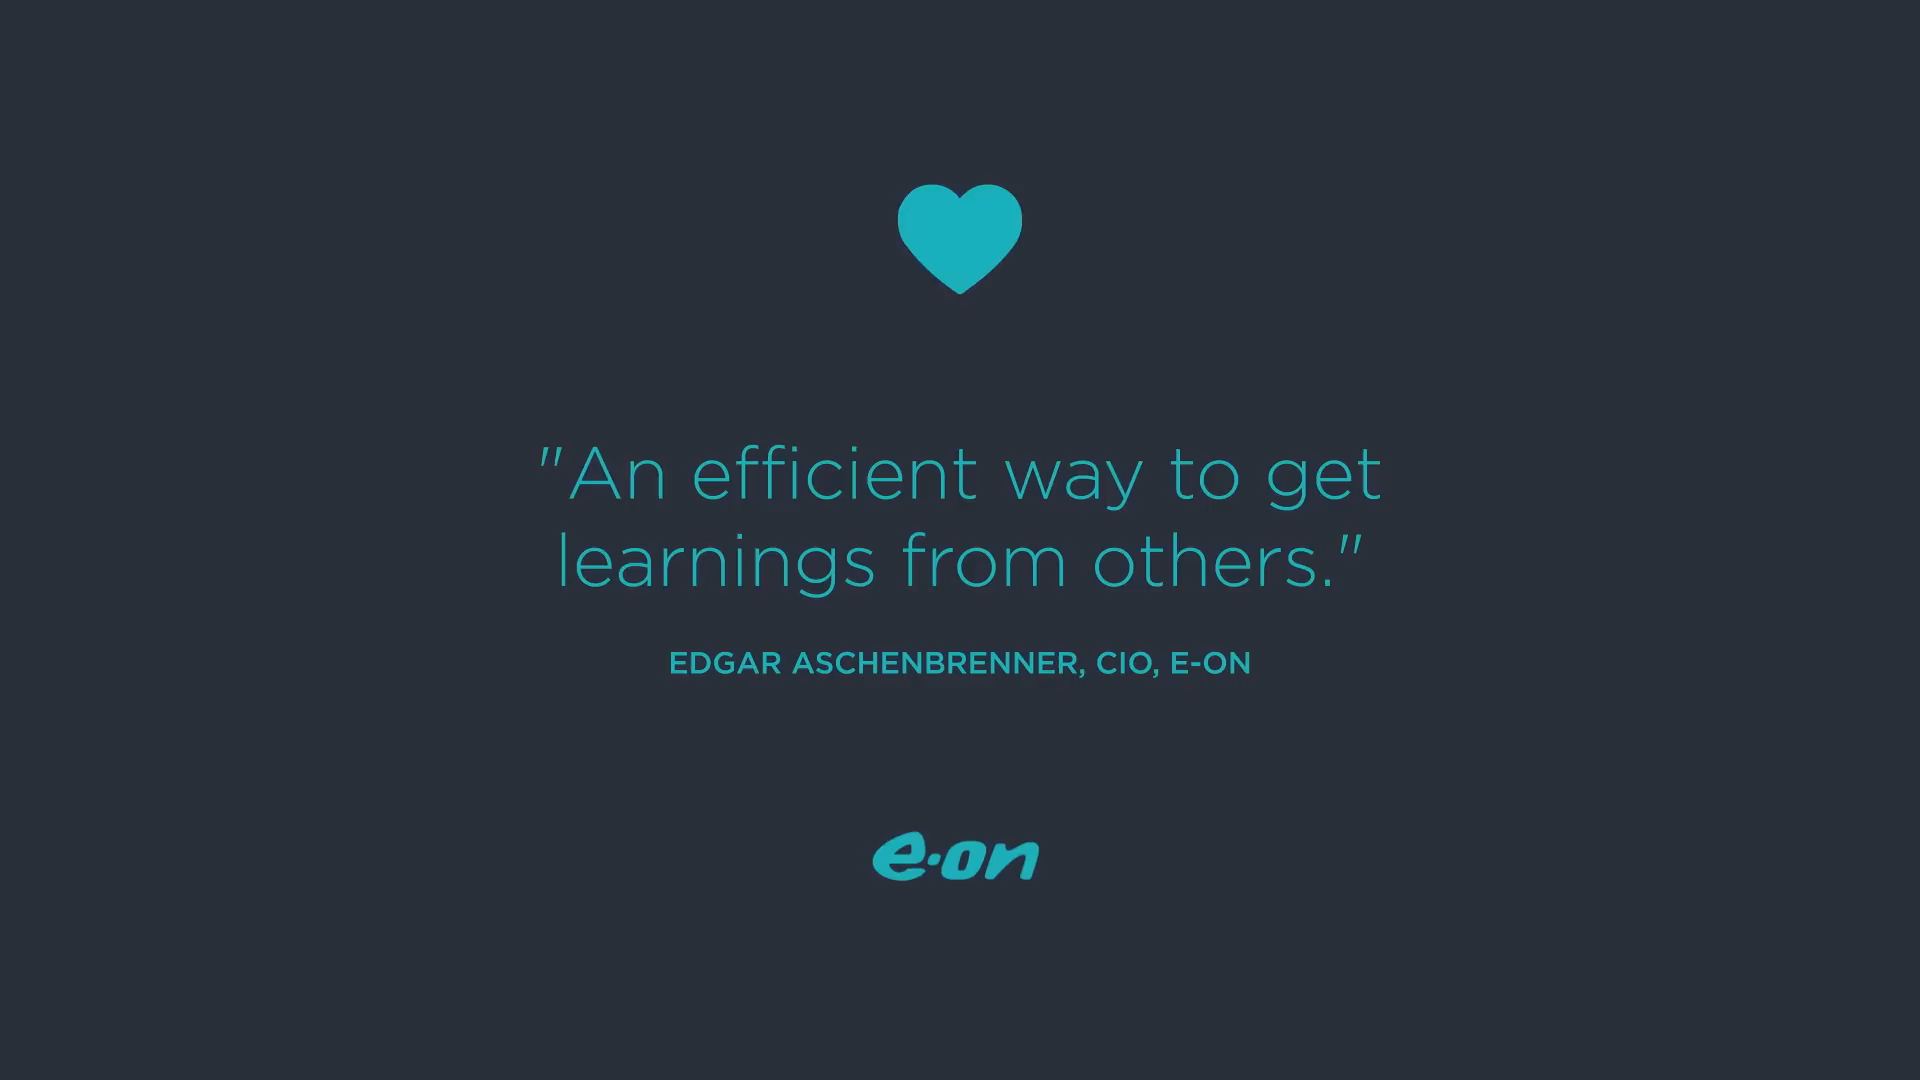 "An efficient way to get
learnings from others."
EDGAR ASCHENBRENNER, CIO, E-ON
e·on